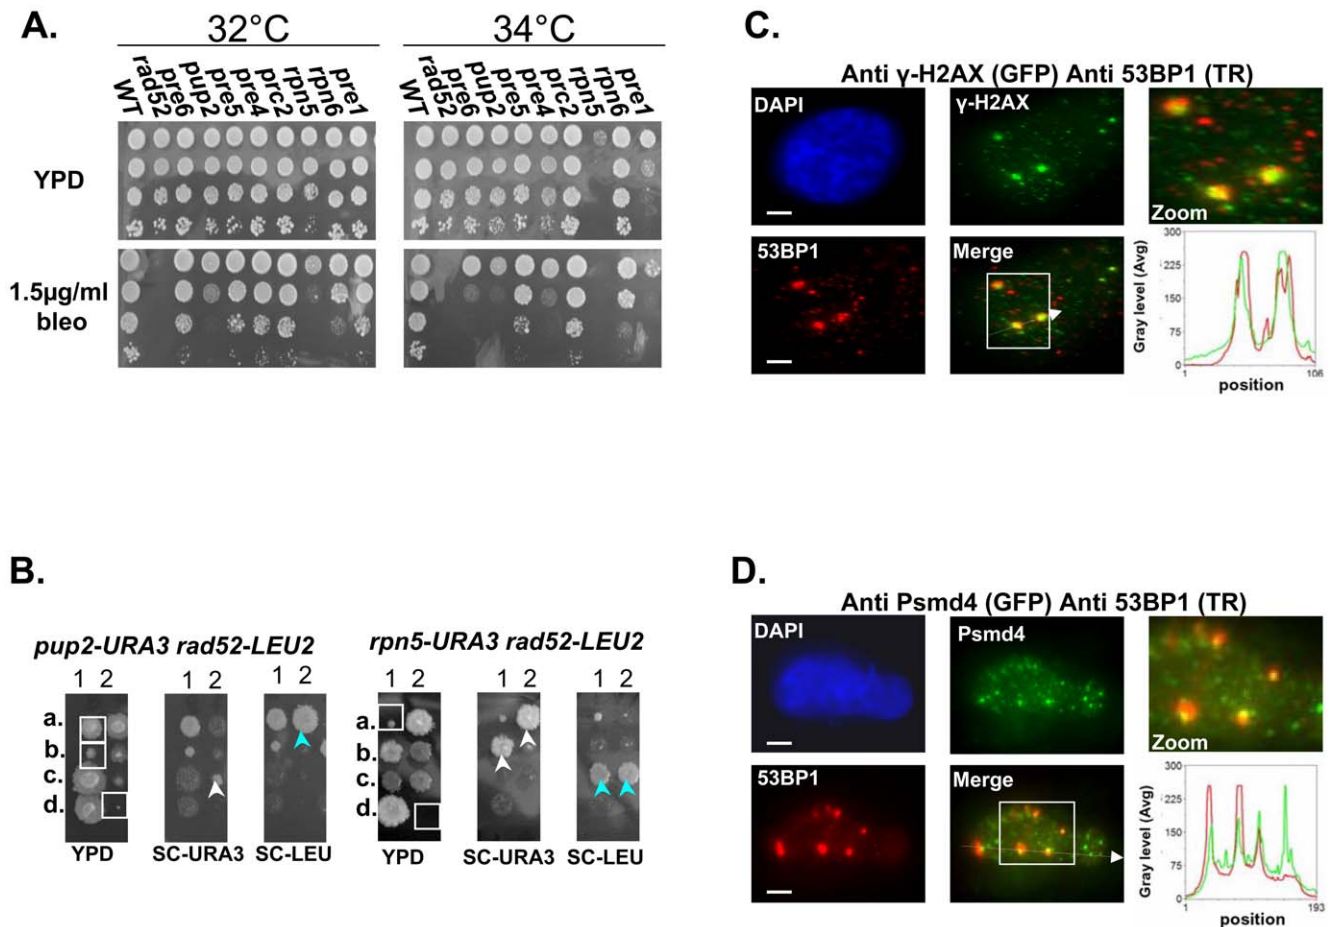 A.
32°C
34°C
WT rad52 pre6 pup2 pre5 pre4 prc2 rpn5 rpn6 pre1
WT rad52 pre6 pup2 pre5 pre4 prc2 rpn5 rpn6 pre1
YPD
1.5µg/ml
bleo
B.
pup2-URA3 rad52-LEU2
1 2 1 2 1 2
a.
b.
c.
d.
YPD SC-URA3 SC-LEU
rpn5-URA3 rad52-LEU2
1 2 1 2 1 2
a.
b.
c.
d.
YPD SC-URA3 SC-LEU
C.
Anti γ-H2AX (GFP) Anti 53BP1 (TR)
DAPI
γ-H2AX
Zoom
53BP1
Merge
Gray level (Avg)
300
225
150
75
0
1 106
position
D.
Anti Psmd4 (GFP) Anti 53BP1 (TR)
DAPI
Psmd4
Zoom
53BP1
Merge
Gray level (Avg)
300
225
150
75
0
1 193
position